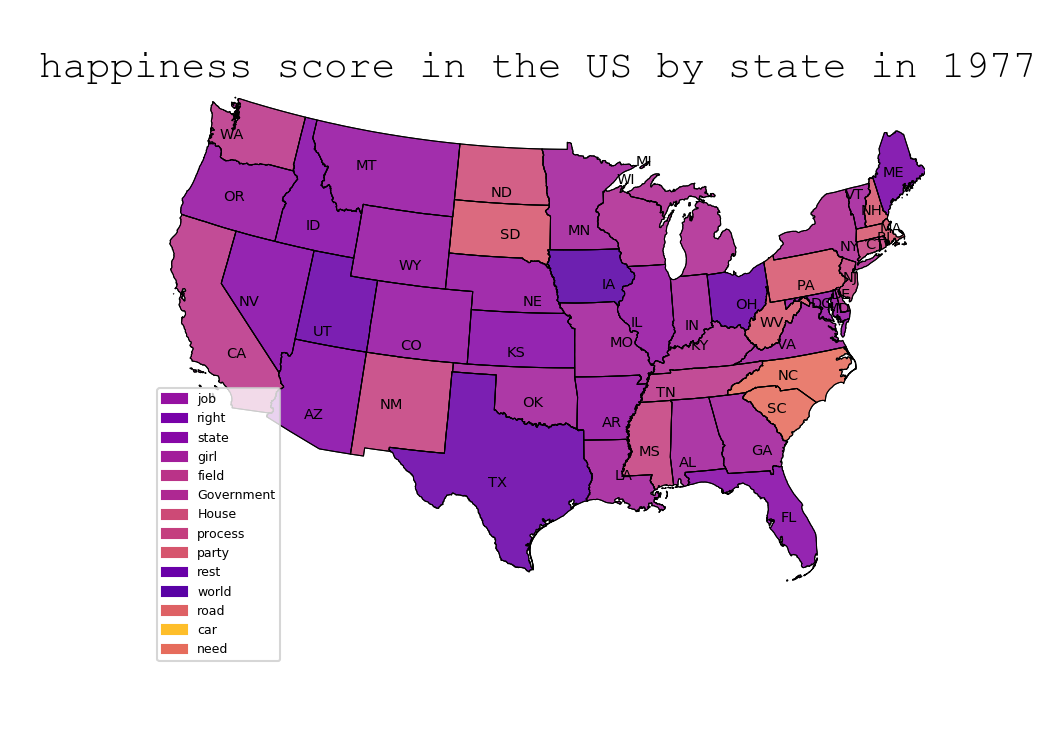 happiness score in the US by state in 1977
WA
MT
ND
MI
WI
ME
OR
ID
SD
MN
VT
NH
MA
RI
CT
NY
WY
NE
IA
PA
NJ
DE
NV
UT
CO
KS
MO
IL
IN
OH
WV
DC
MD
VA
KY
CA
AZ
NM
OK
AR
TN
NC
SC
MS
AL
GA
LA
TX
FL
job
right
state
girl
field
Government
House
process
party
rest
world
road
car
need